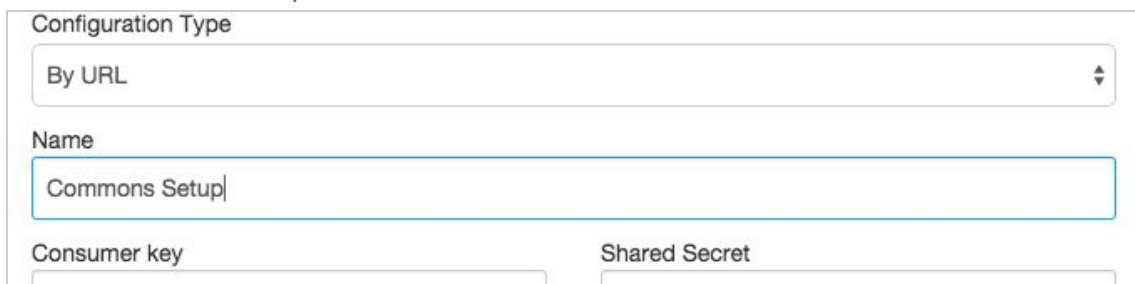 Configuration Type
By URL
Name
Commons Setup
Consumer key
Shared Secret